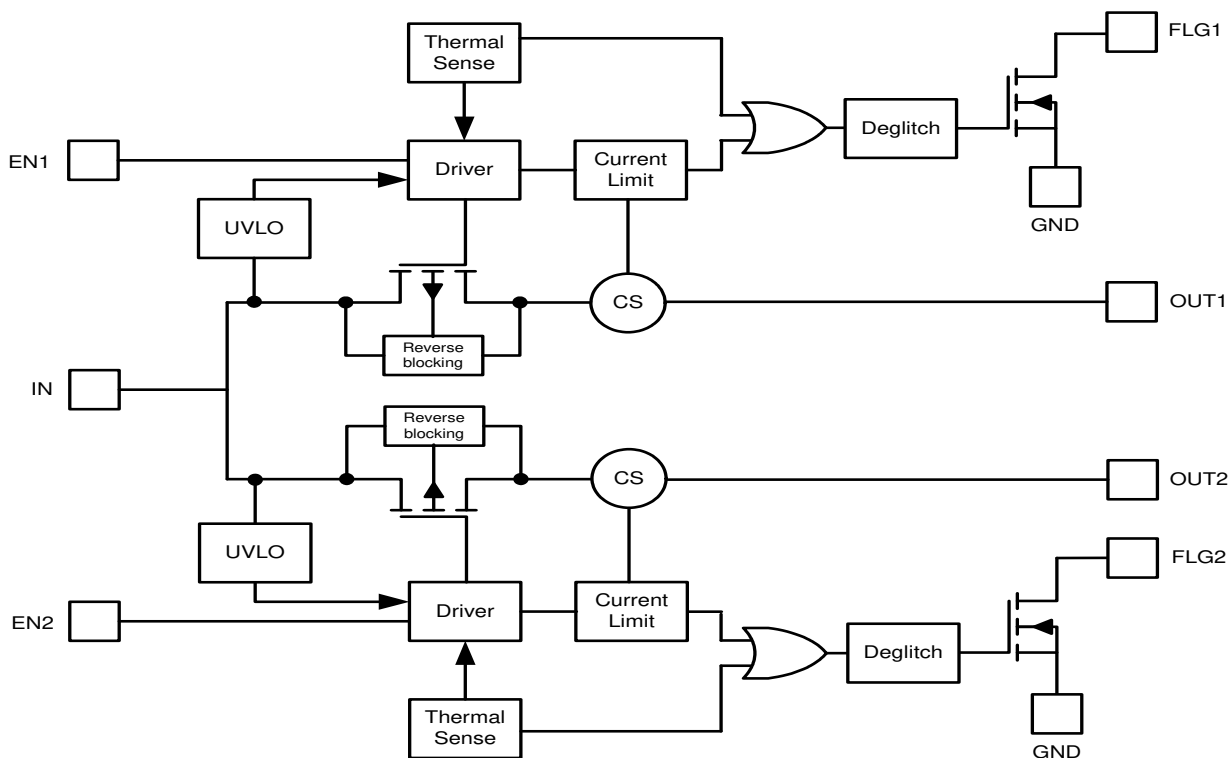 Thermal
Sense
FLG1
Deglitch
EN1
Driver
Current
Limit
UVLO
GND
CS
OUT1
Reverse
blocking
IN
Reverse
blocking
CS
OUT2
UVLO
FLG2
EN2
Driver
Current
Limit
Deglitch
Thermal
Sense
GND